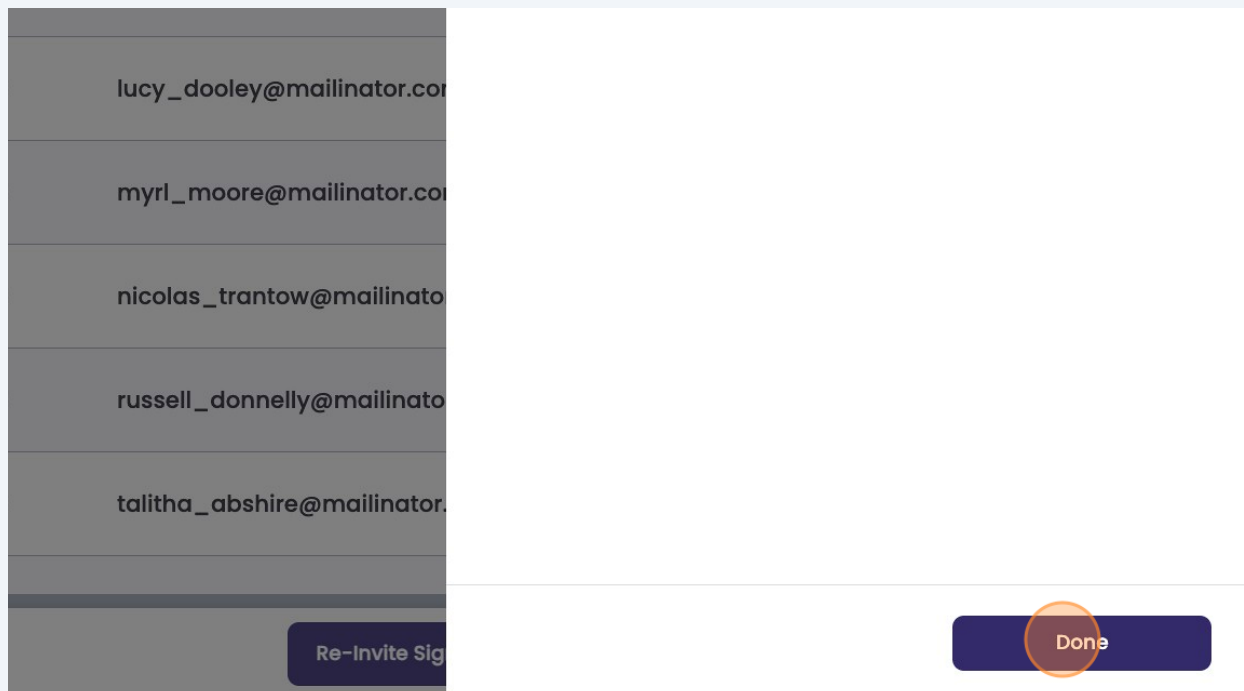 lucy_dooley@mailinator.co
myrl_moore@mailinator.co
nicolas_trantow@mailinato
russell_donnelly@mailinato
talitha_abshire@mailinator.
Re-Invite Sig
Done